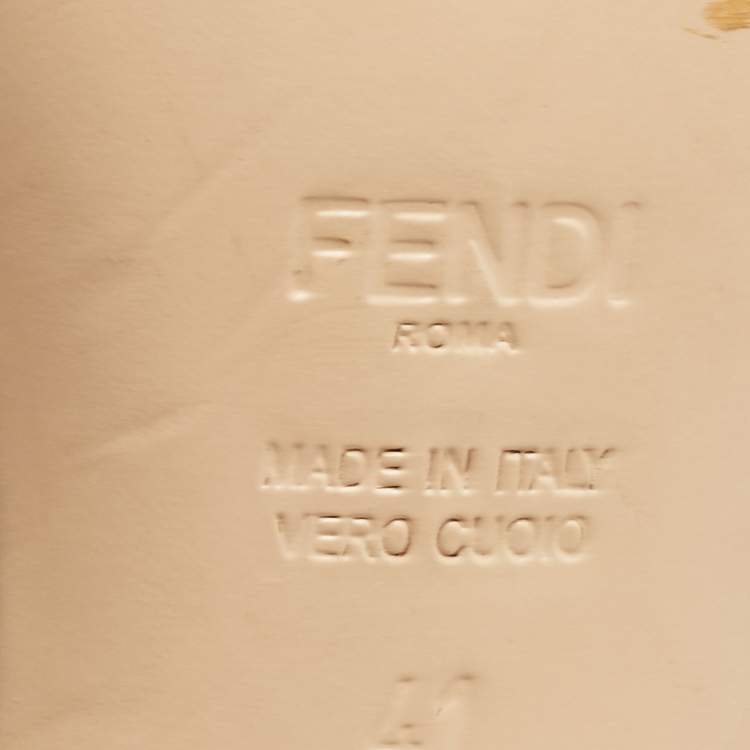 FENDI
ROMA
MADE IN ITALY
VERO CUOIO